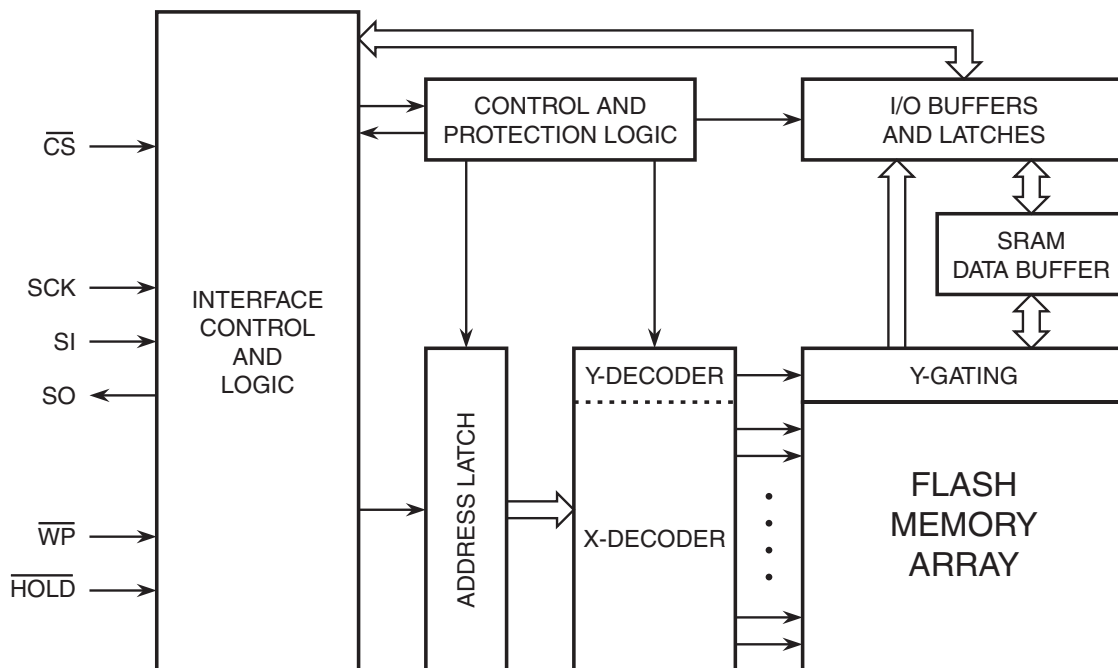 CS
SCK
SI
SO
WP
HOLD
INTERFACE
CONTROL
AND
LOGIC
CONTROL AND
PROTECTION LOGIC
I/O BUFFERS
AND LATCHES
SRAM
DATA BUFFER
ADDRESS LATCH
Y-DECODER
X-DECODER
Y-GATING
FLASH
MEMORY
ARRAY